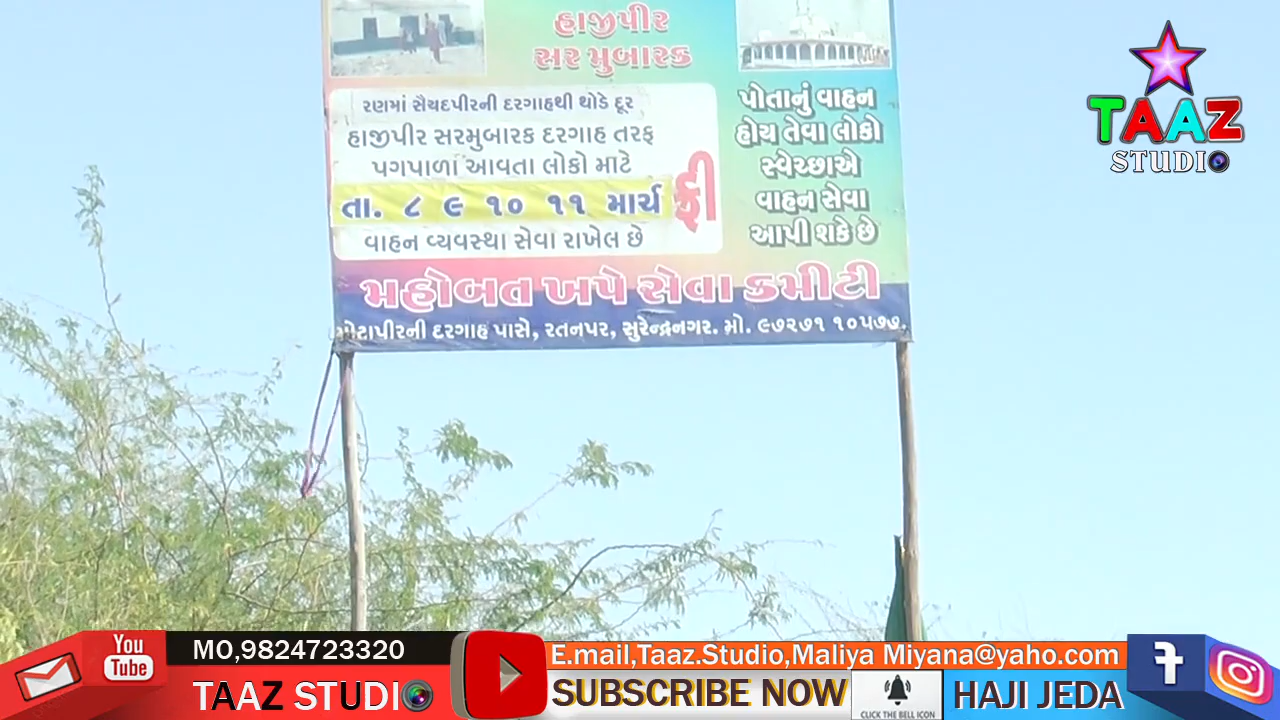 હાજીપીર
સર મુબારક
રણમાં સૈયદપીરની દરગાહથી થોડે દૂર
હાજીપીર સરમુબારક દરગાહ તરફ
પગપાળા આવતા લોકો માટે
તા. ૮ ૯ ૧૦ ૧૧ માર્ચ
ફ્રી
વાહન વ્યવસ્થા સેવા રાખેલ છે
પોતાનું વાહન
હોય તેવા લોકો
સ્વેચ્છાએ
વાહન સેવા
આપી શકે છે
મહોબત ખપે સેવા કમીટી
મોટાપીરની દરગાહ પાસે, રતનપર, સુરેન્દ્રનગર. મો. ૯૭૨૭૧ ૧૦૫૭૭.
TAAZ
STUDIO
You
Tube
MO,9824723320
TAAZ STUDIO
E.mail,Taaz.Studio,Maliya Miyana@yaho.com
SUBSCRIBE NOW
CLICK THE BELL ICON
HAJI JEDA
f